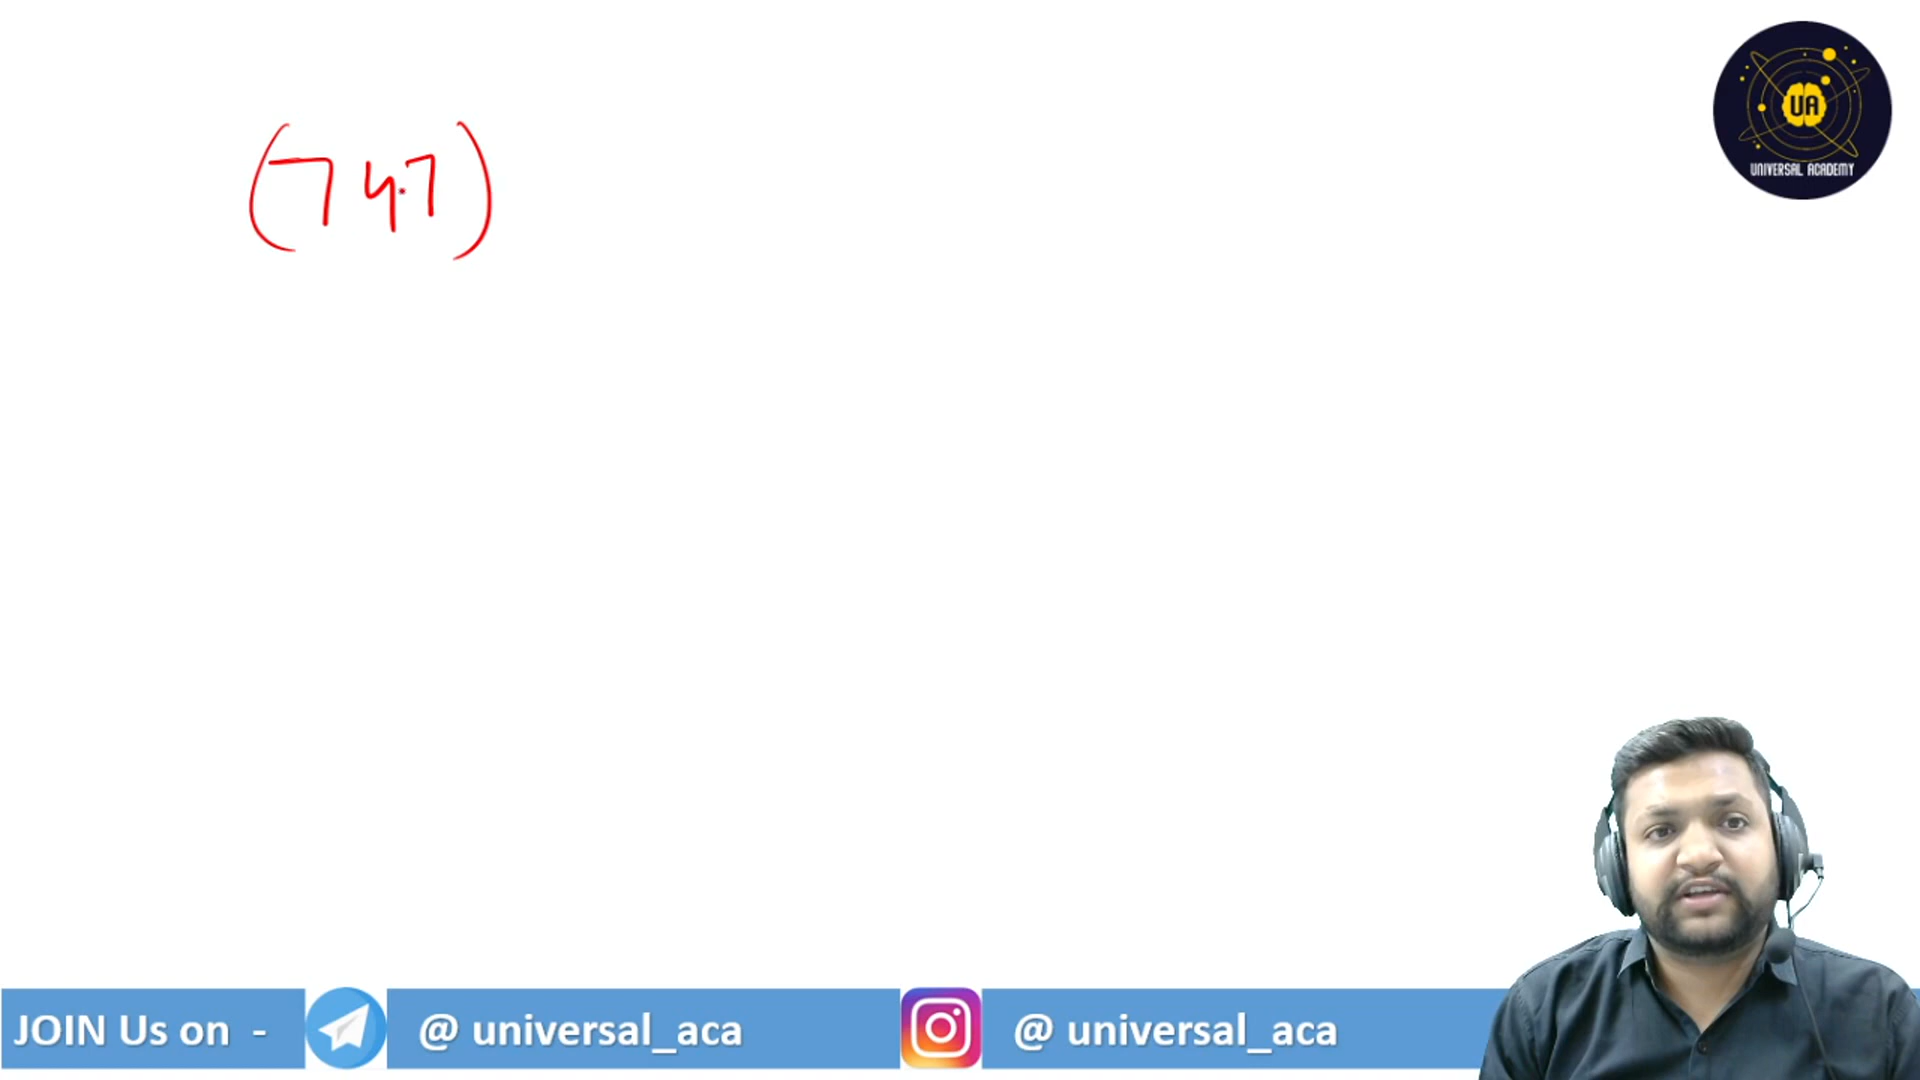 (74.7)
UA
UNIVERSAL ACADEMY
JOIN Us on - @ universal_aca @ universal_aca